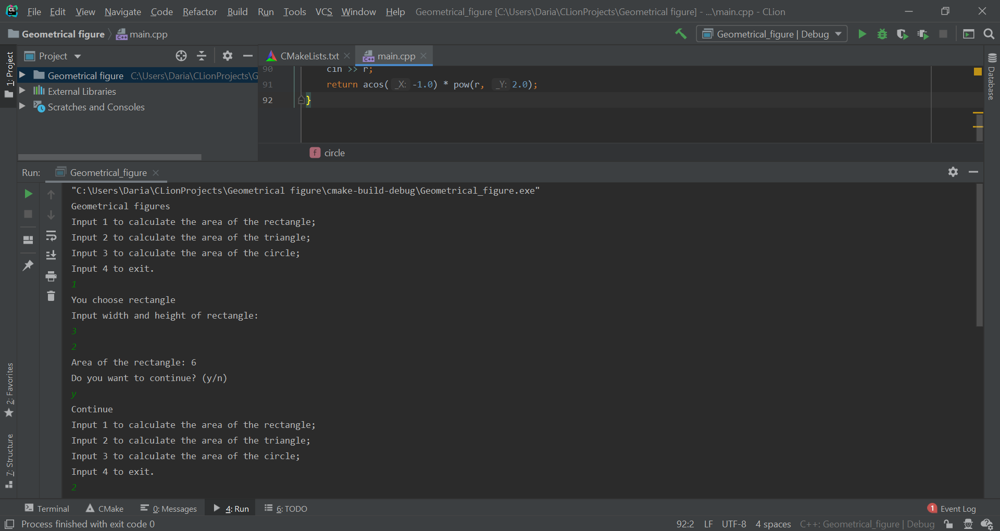 CL File Edit View Navigate Code Refactor Build Run Tools VCS Window Help Geometrical_figure [C:\Users\Daria\CLionProjects\Geometrical figure] - ...\main.cpp - CLion
Geometrical figure main.cpp Geometrical_figure | Debug
1: Project
Project
CMakeLists.txt main.cpp
Geometrical figure C:\Users\Daria\CLionProjects\G
External Libraries
Scratches and Consoles
90 cin >> r;
91 return acos( _X: -1.0) * pow(r, _Y: 2.0);
92 }
f circle
Database
Run: Geometrical_figure
"C:\Users\Daria\CLionProjects\Geometrical figure\cmake-build-debug\Geometrical_figure.exe"
Geometrical figures
Input 1 to calculate the area of the rectangle;
Input 2 to calculate the area of the triangle;
Input 3 to calculate the area of the circle;
Input 4 to exit.
1
You choose rectangle
Input width and height of rectangle:
3
2
Area of the rectangle: 6
Do you want to continue? (y/n)
y
Continue
Input 1 to calculate the area of the rectangle;
Input 2 to calculate the area of the triangle;
Input 3 to calculate the area of the circle;
Input 4 to exit.
2
2: Favorites
7: Structure
Terminal CMake 0: Messages 4: Run 6: TODO 1 Event Log
Process finished with exit code 0 92:2 LF UTF-8 4 spaces C++: Geometrical_figure | Debug